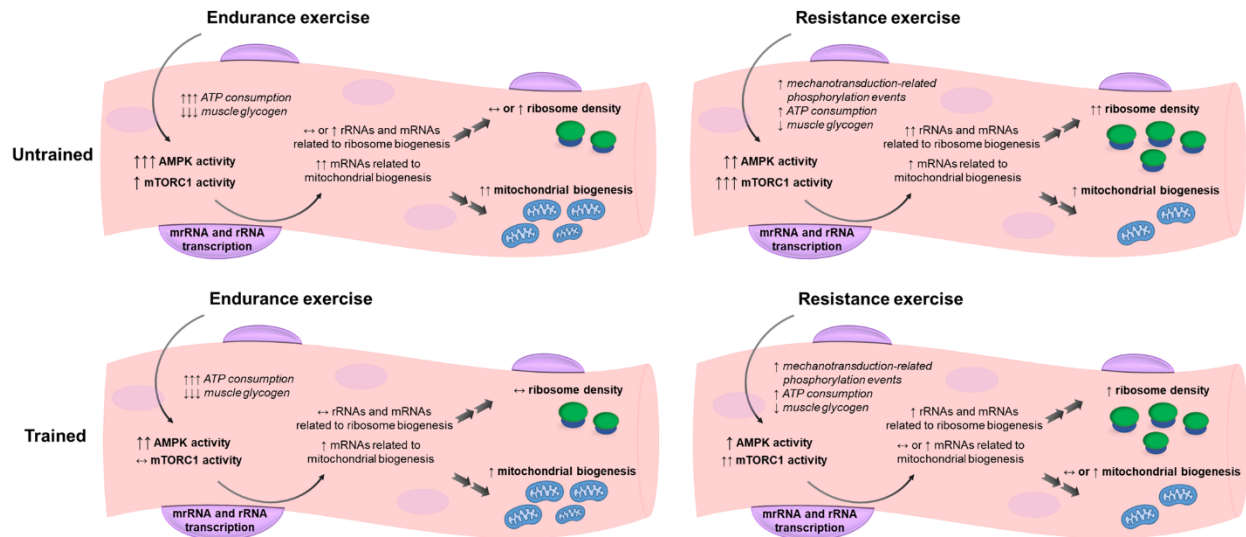 Endurance exercise
Resistance exercise
Untrained
↑↑↑ ATP consumption
↓↓↓ muscle glycogen
↑↑↑ AMPK activity
↑ mTORC1 activity
↔ or ↑ rRNAs and mRNAs
related to ribosome biogenesis
↑↑ mRNAs related to
mitochondrial biogenesis
↔ or ↑ ribosome density
↑↑ mitochondrial biogenesis
mrRNA and rRNA
transcription
↑ mechanotransduction-related
phosphorylation events
↑ ATP consumption
↓ muscle glycogen
↑↑ AMPK activity
↑↑↑ mTORC1 activity
↑↑ rRNAs and mRNAs
related to ribosome biogenesis
↑ mRNAs related to
mitochondrial biogenesis
↑↑ ribosome density
↑ mitochondrial biogenesis
mrRNA and rRNA
transcription
Endurance exercise
Resistance exercise
Trained
↑↑↑ ATP consumption
↓↓↓ muscle glycogen
↑↑ AMPK activity
↔ mTORC1 activity
↔ rRNAs and mRNAs
related to ribosome biogenesis
↑ mRNAs related to
mitochondrial biogenesis
↔ ribosome density
↑ mitochondrial biogenesis
mrRNA and rRNA
transcription
↑ mechanotransduction-related
phosphorylation events
↑ ATP consumption
↓ muscle glycogen
↑ AMPK activity
↑↑ mTORC1 activity
↑ rRNAs and mRNAs
related to ribosome biogenesis
↔ or ↑ mRNAs related to
mitochondrial biogenesis
↑ ribosome density
↔ or ↑ mitochondrial biogenesis
mrRNA and rRNA
transcription